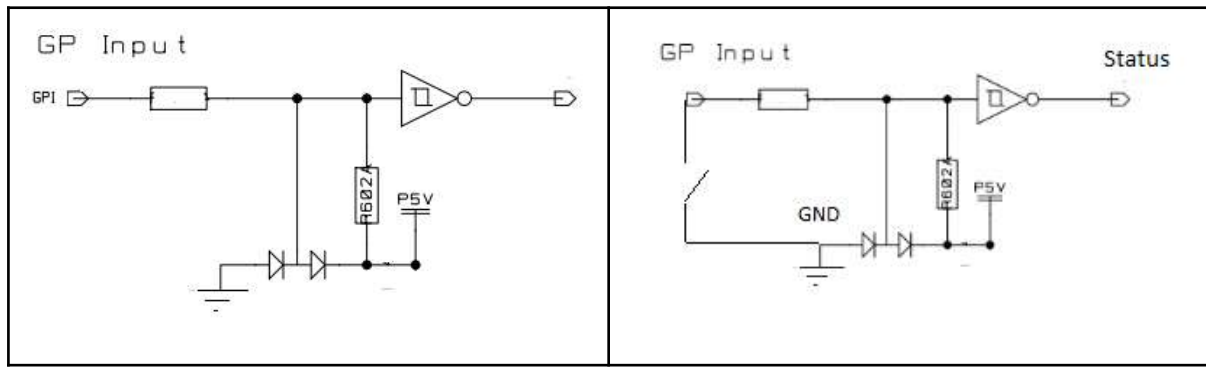 GP Input
GPI
R602A
P5V
GP Input
Status
R602A
P5V
GND